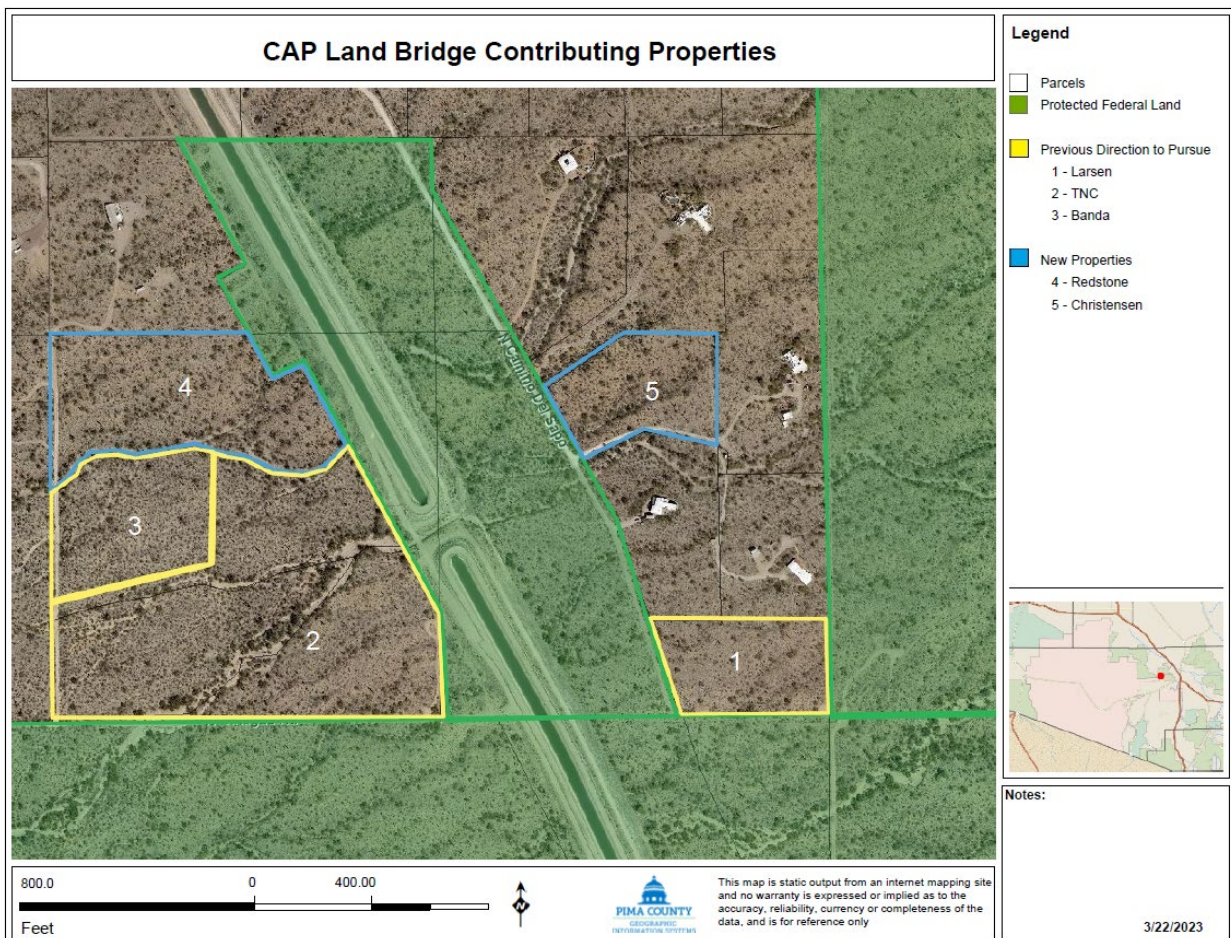 CAP Land Bridge Contributing Properties
Legend
Parcels
Protected Federal Land
Previous Direction to Pursue
1 - Larsen
2 - TNC
3 - Banda
New Properties
4 - Redstone
5 - Christensen
4
5
N Camino Del Sapo
3
2
1
Notes:
800.0 0 400.00
Feet
N
PIMA COUNTY
GEOGRAPHIC
INFORMATION SYSTEMS
This map is static output from an internet mapping site
and no warranty is expressed or implied as to the
accuracy, reliability, currency or completeness of the
data, and is for reference only
3/22/2023